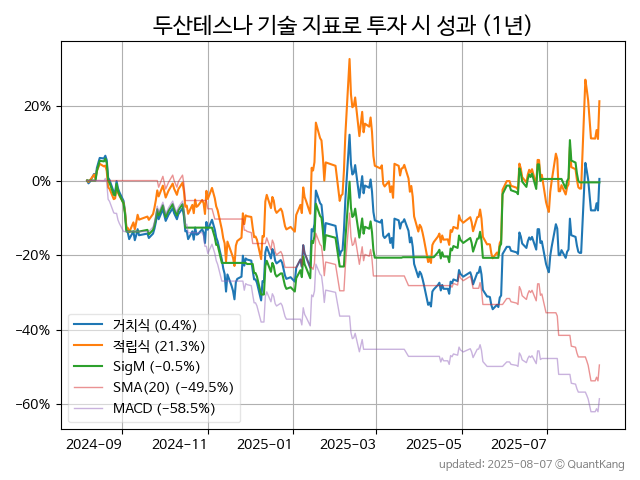 두산테스나 기술 지표로 투자 시 성과 (1년)
20%
0%
−20%
−40%
−60%
거치식 (0.4%)
적립식 (21.3%)
SigM (−0.5%)
SMA(20) (−49.5%)
MACD (−58.5%)
2024-09
2024-11
2025-01
2025-03
2025-05
2025-07
updated: 2025-08-07 © QuantKang